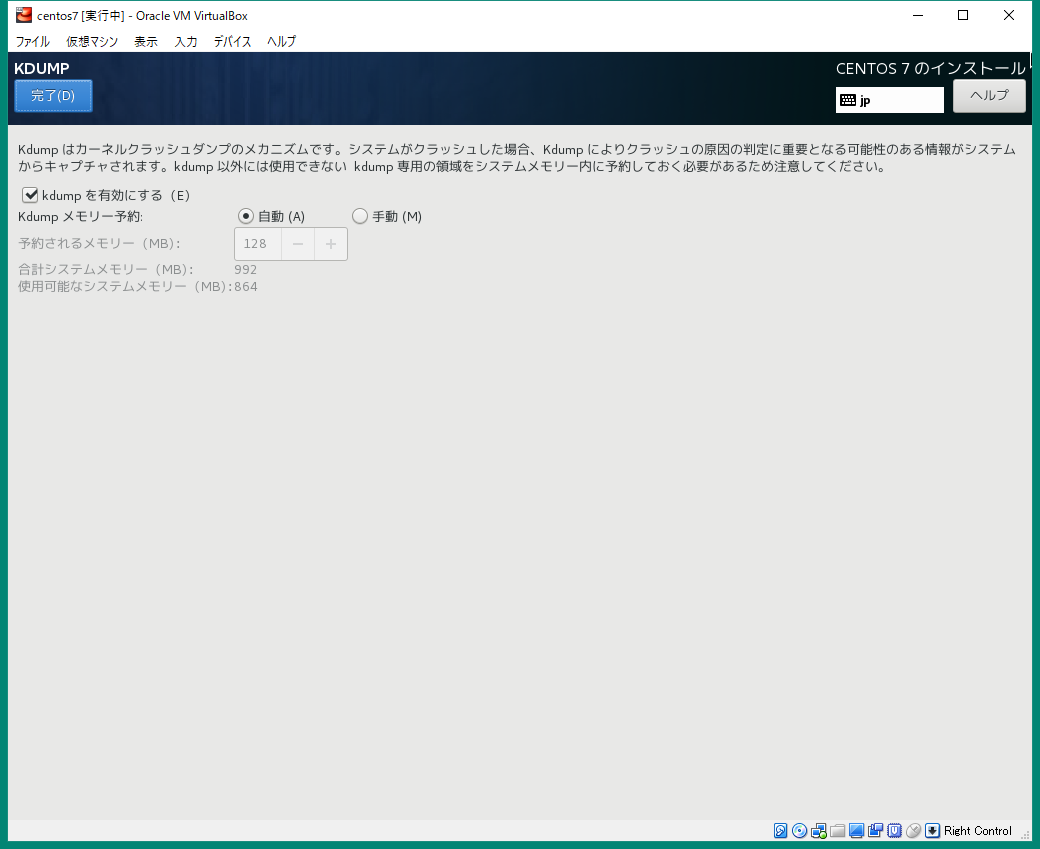 centos7 [実行中] - Oracle VM VirtualBox
ファイル 仮想マシン 表示 入力 デバイス ヘルプ
KDUMP
CENTOS 7 のインストール
完了(D)
jp
ヘルプ
Kdump はカーネルクラッシュダンプのメカニズムです。システムがクラッシュした場合、Kdump によりクラッシュの原因の判定に重要となる可能性のある情報がシステム
からキャプチャされます。kdump 以外には使用できない kdump 専用の領域をシステムメモリー内に予約しておく必要があるため注意してください。
kdump を有効にする（E）
Kdump メモリー予約: 自動 (A) 手動 (M)
予約されるメモリー（MB）: 128 − +
合計システムメモリー（MB）: 992
使用可能なシステムメモリー（MB）:864
Right Control